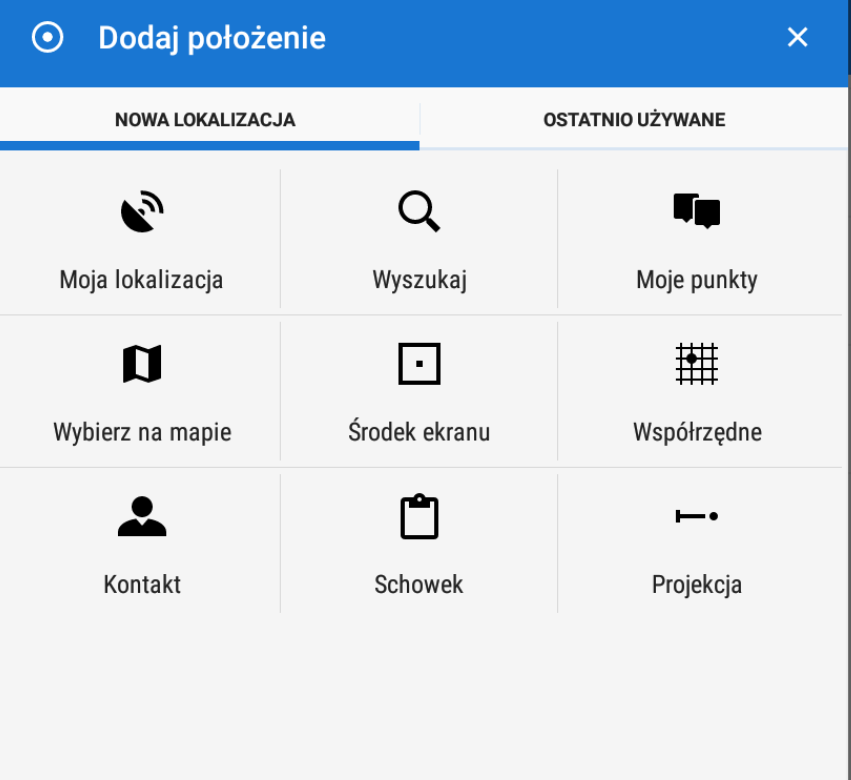 Dodaj położenie
NOWA LOKALIZACJA
OSTATNIO UŻYWANE
Moja lokalizacja
Wyszukaj
Moje punkty
Wybierz na mapie
Środek ekranu
Współrzędne
Kontakt
Schowek
Projekcja